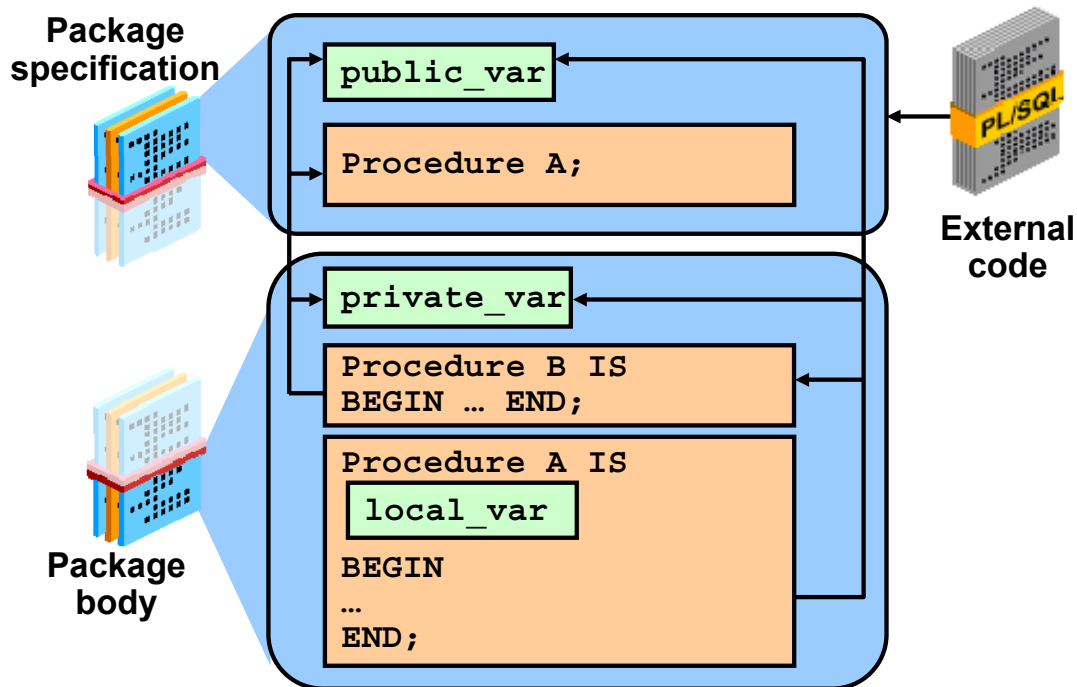 Package
specification
public_var
Procedure A;
PL/SQL
External
code
private_var
Procedure B IS
BEGIN … END;
Procedure A IS
local_var
BEGIN
…
END;
Package
body